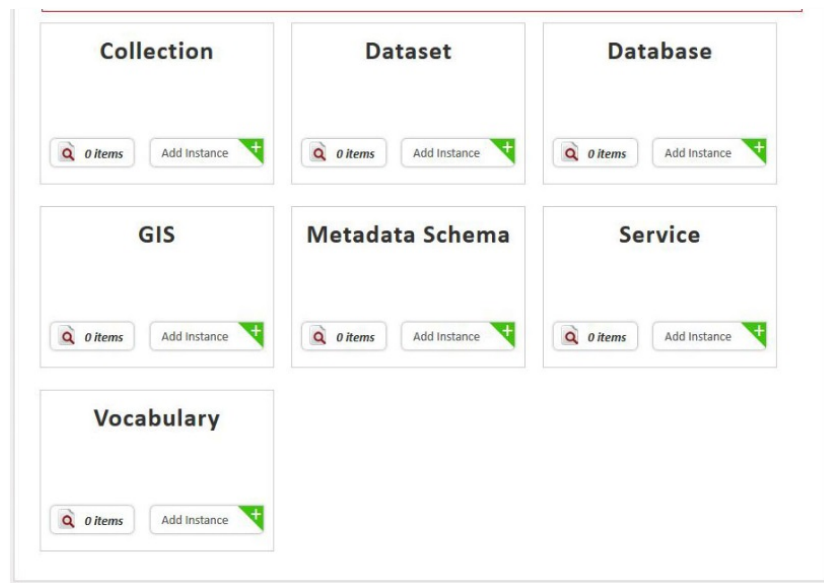 Collection
0 items Add Instance +
Dataset
0 items Add Instance +
Database
0 items Add Instance +
GIS
0 items Add Instance +
Metadata Schema
0 items Add Instance +
Service
0 items Add Instance +
Vocabulary
0 items Add Instance +